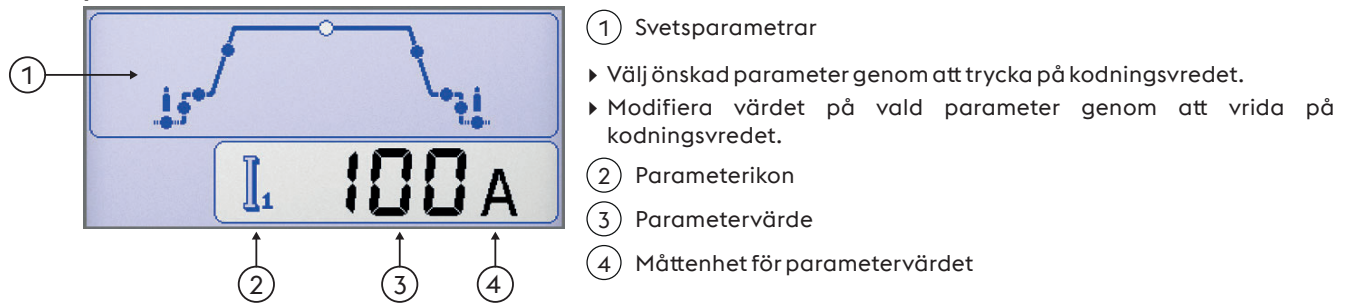 1 Svetsparametrar
Välj önskad parameter genom att trycka på kodningsvredet.
Modifiera värdet på vald parameter genom att vrida på
kodningsvredet.
2 Parameterikon
3 Parametervärde
4 Måttenhet för parametervärdet
1
I1 100 A
2 3 4